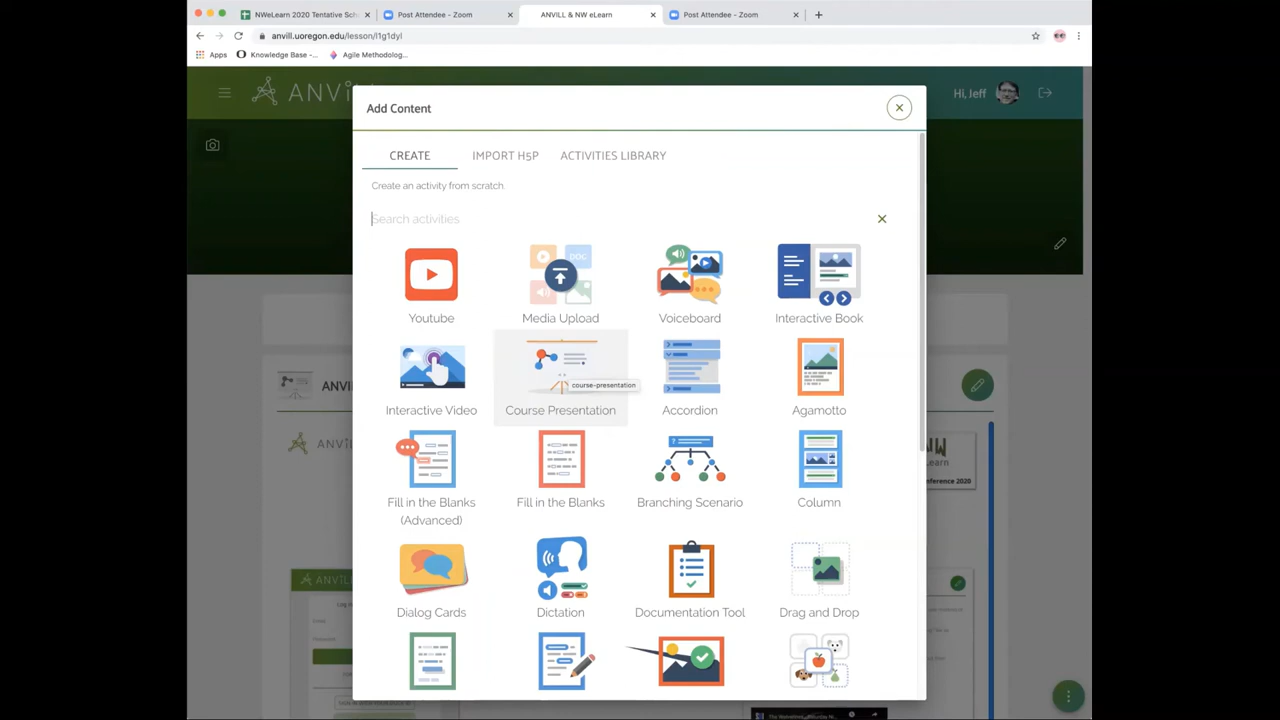 NWeLearn 2020 Tentative Sch
Post Attendee - Zoom
ANVILL & NW eLearn
Post Attendee - Zoom
anvill.uoregon.edu/lesson/l1g1dyl
Apps
Knowledge Base -...
Agile Methodolog...
Hi, Jeff
Add Content
CREATE
IMPORT H5P
ACTIVITIES LIBRARY
Create an activity from scratch.
Search activities
DOC
Youtube
Media Upload
Voiceboard
Interactive Book
course-presentation
Interactive Video
Course Presentation
Accordion
Agamotto
Fill in the Blanks
(Advanced)
Fill in the Blanks
Branching Scenario
Column
Dialog Cards
Dictation
Documentation Tool
Drag and Drop